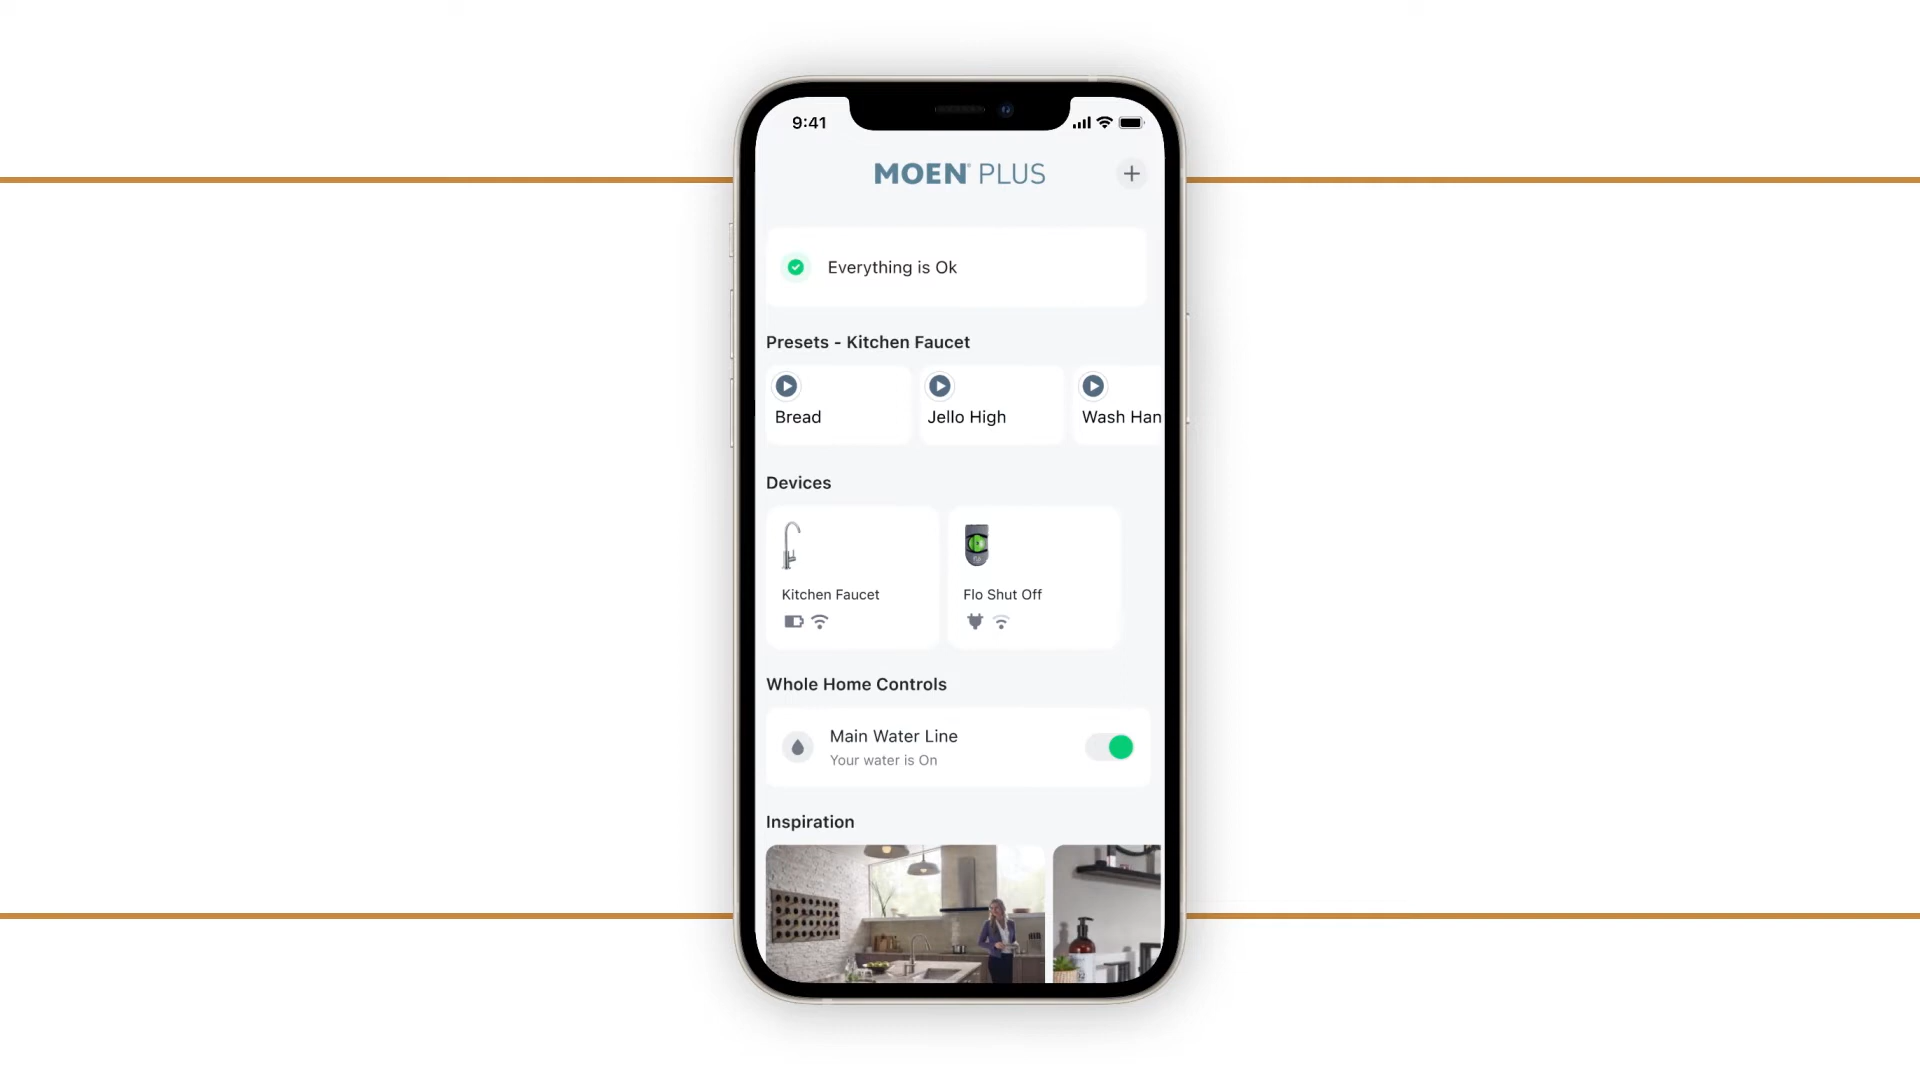 9:41
MOEN® PLUS
Everything is Ok
Presets - Kitchen Faucet
Bread
Jello High
Wash Han
Devices
Kitchen Faucet
Flo Shut Off
Whole Home Controls
Main Water Line
Your water is On
Inspiration